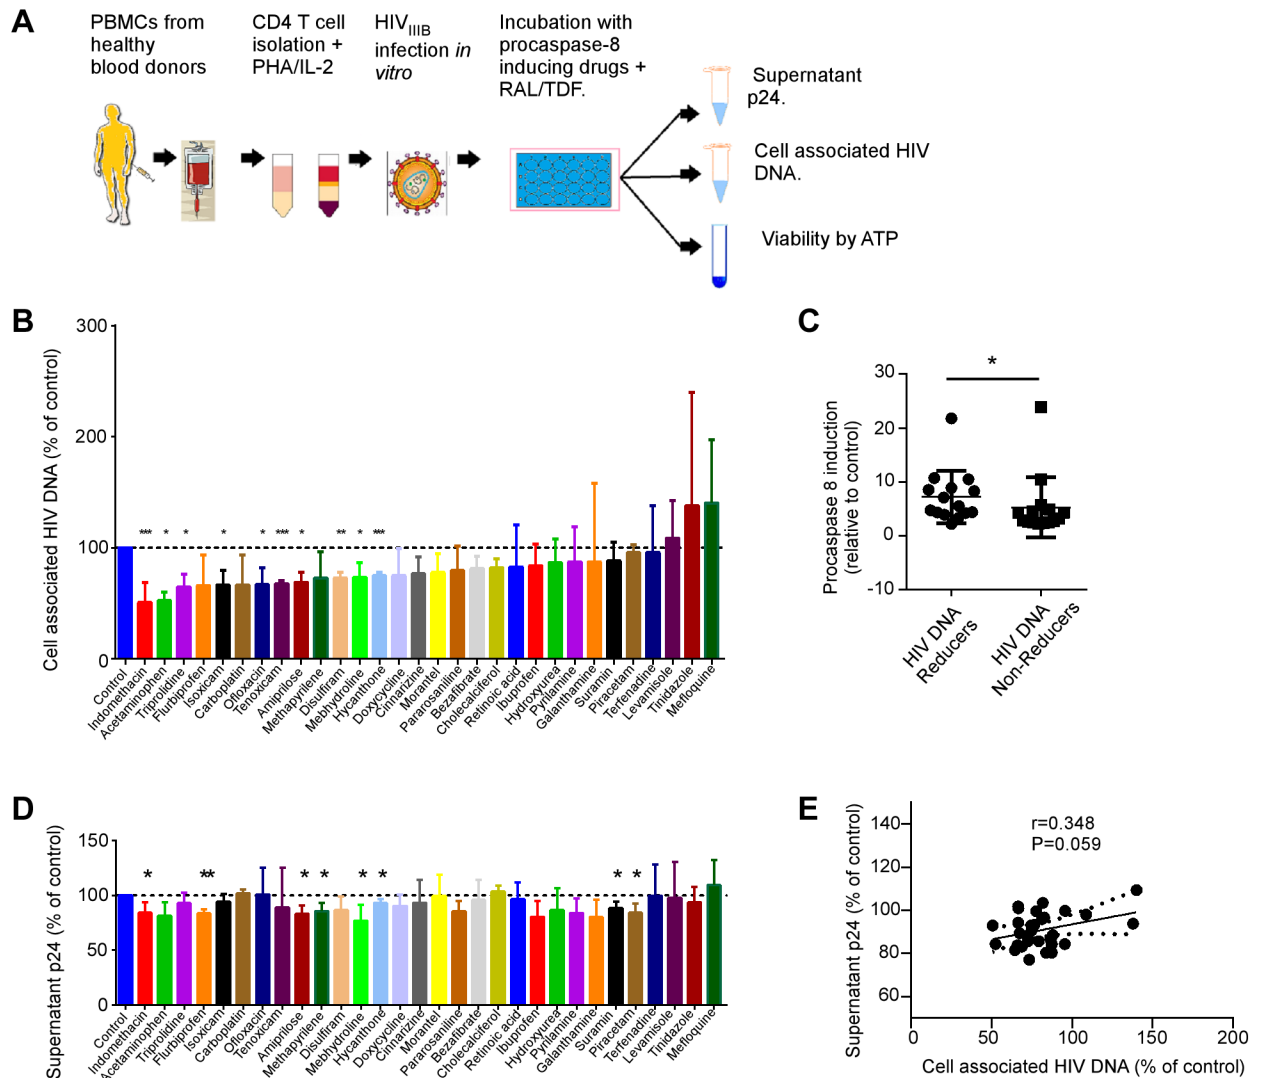 A
PBMCs from
healthy
blood donors
CD4 T cell
isolation +
PHA/IL-2
HIVIIIB
infection in
vitro
Incubation with
procaspase-8
inducing drugs +
RAL/TDF.
Supernatant
p24.
Cell associated HIV
DNA.
Viability by ATP
B
Cell associated HIV DNA (% of control)
300
200
100
0
*** * * * * *** * ** * ***
Control
Indomethacin
Acetaminophen
Triprolidine
Flurbiprofen
Isoxicam
Carboplatin
Ofloxacin
Tenoxicam
Amiprilose
Methapyrilene
Disulfiram
Mebhydroline
Hycanthone
Doxycycline
Cinnarizine
Morantel
Pararosaniline
Bezafibrate
Cholecalciferol
Retinoic acid
Ibuprofen
Hydroxyurea
Pyrilamine
Galanthamine
Suramin
Piracetam
Terfenadine
Levamisole
Tinidazole
Mefloquine
C
Procaspase 8 induction
(relative to control)
30
20
10
0
-10
*
HIV DNA
Reducers
HIV DNA
Non-Reducers
D
Supernatant p24 (% of control)
150
100
50
0
* ** * * * * * *
Control
Indomethacin
Acetaminophen
Triprolidine
Flurbiprofen
Isoxicam
Carboplatin
Ofloxacin
Tenoxicam
Amiprilose
Methapyrilene
Disulfiram
Mebhydroline
Hycanthone
Doxycycline
Cinnarizine
Morantel
Pararosaniline
Bezafibrate
Cholecalciferol
Retinoic acid
Ibuprofen
Hydroxyurea
Pyrilamine
Galanthamine
Suramin
Piracetam
Terfenadine
Levamisole
Tinidazole
Mefloquine
E
Supernatant p24 (% of control)
140
120
100
80
60
r=0.348
P=0.059
0 50 100 150 200
Cell associated HIV DNA (% of control)